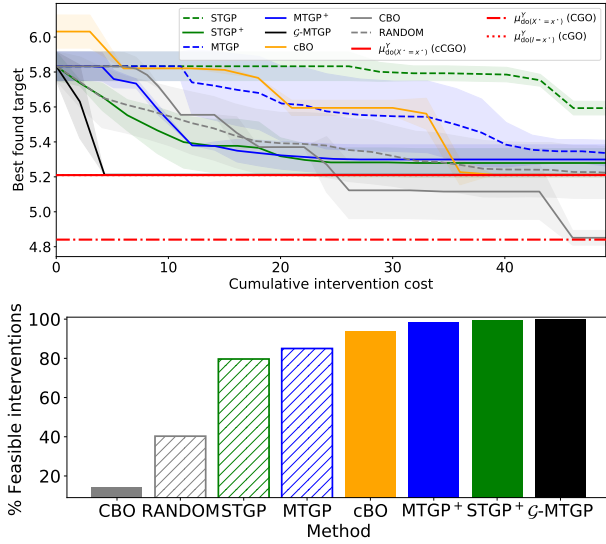 STGP
STGP⁺
MTGP
MTGP⁺
𝒢-MTGP
cBO
CBO
RANDOM
μ^Y_do(X*=x*) (cCGO)
μ^Y_do(X*=x*) (CGO)
μ^Y_do(I=x*) (cGO)
Best found target
6.0
5.8
5.6
5.4
5.2
5.0
4.8
0 10 20 30 40
Cumulative intervention cost
% Feasible interventions
100
80
60
40
20
CBO RANDOM STGP MTGP cBO MTGP⁺ STGP⁺ 𝒢-MTGP
Method